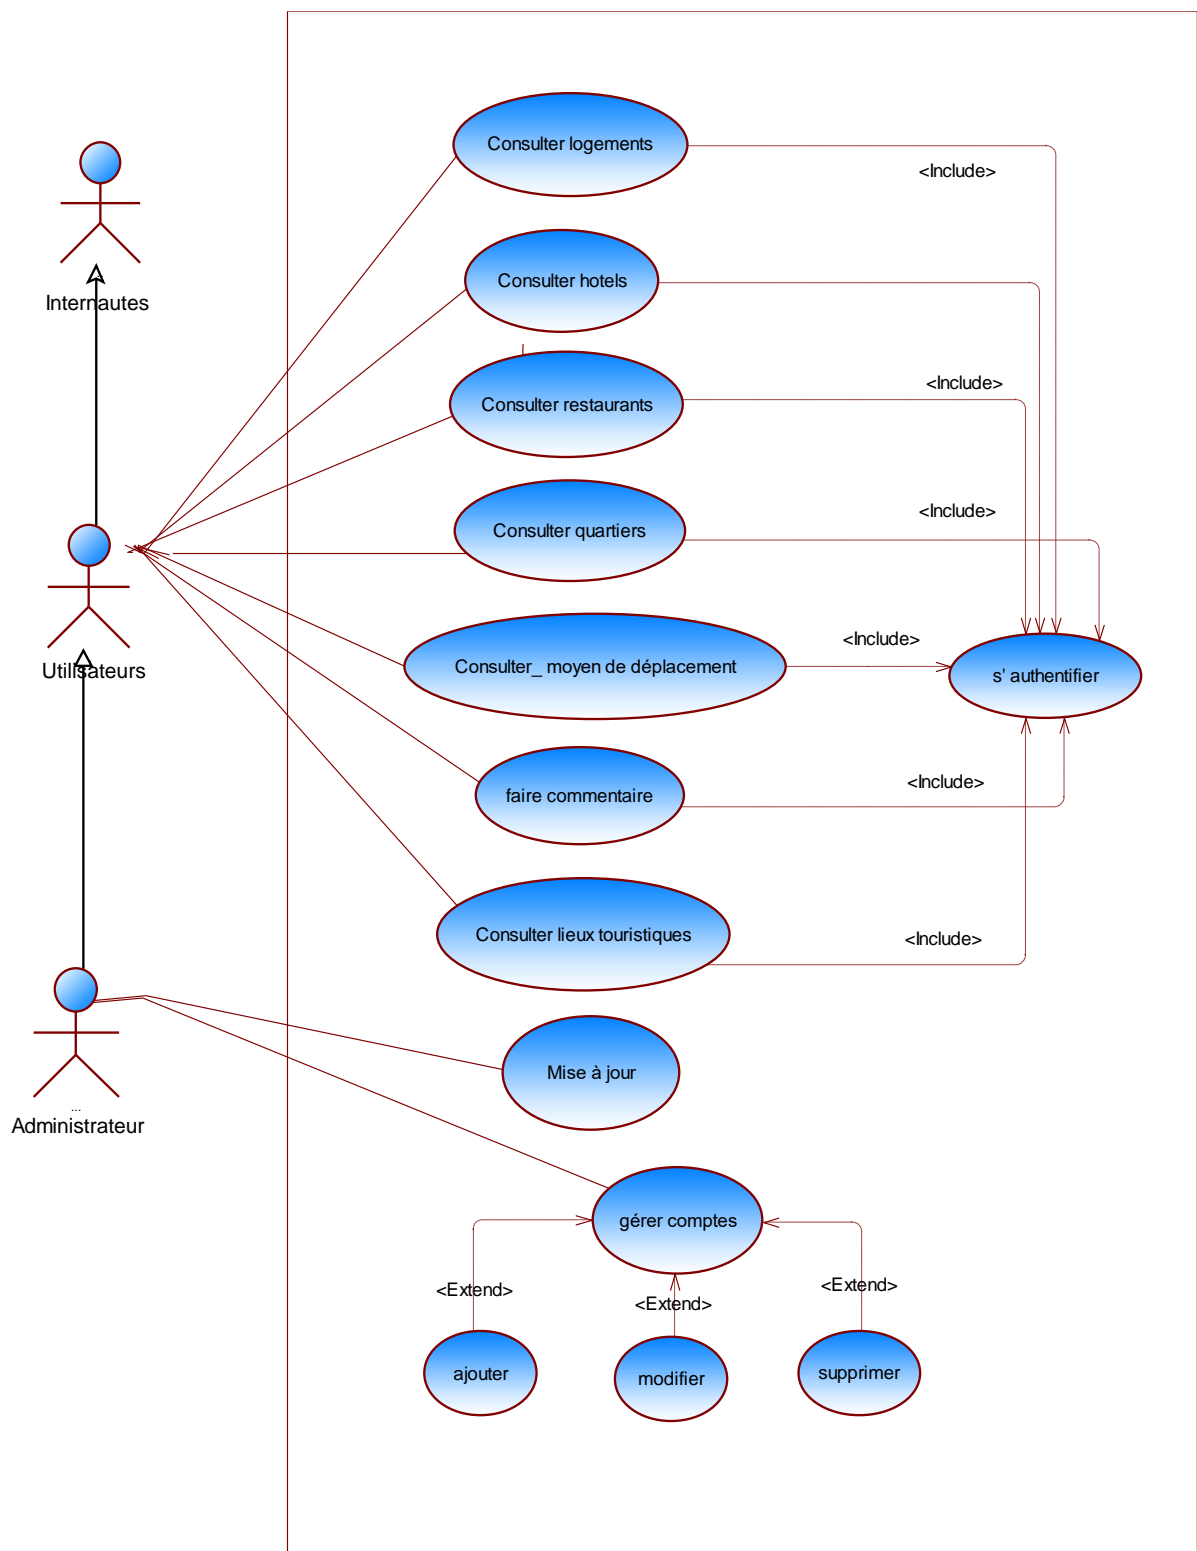 Consulter logements
<Include>
Internautes
Consulter hotels
<Include>
Consulter restaurants
<Include>
Consulter quartiers
<Include>
Utilisateurs
Consulter_ moyen de déplacement
s' authentifier
<Include>
faire commentaire
<Include>
Consulter lieux touristiques
Mise à jour
...
Administrateur
gérer comptes
<Extend>
<Extend>
<Extend>
ajouter
modifier
supprimer